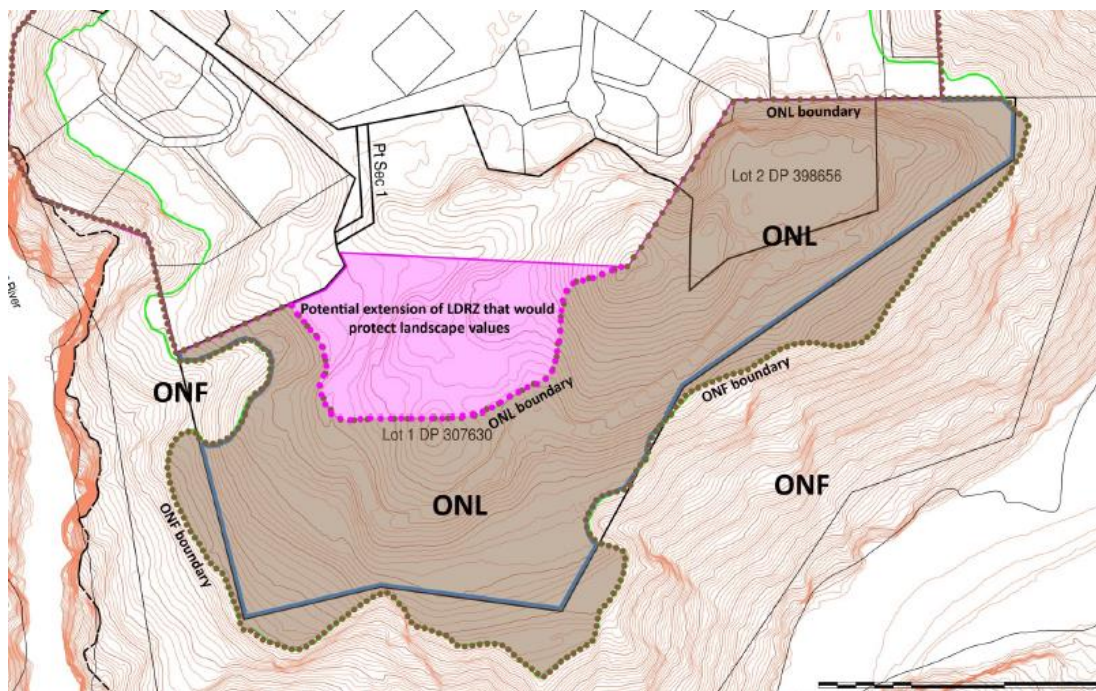 ONL boundary
Pt Sec 1
Lot 2 DP 398656
ONL
River
Potential extension of LDRZ that would
protect landscape values
ONF
ONF boundary
ONL boundary
Lot 1 DP 307630
ONL
ONF
ONF boundary